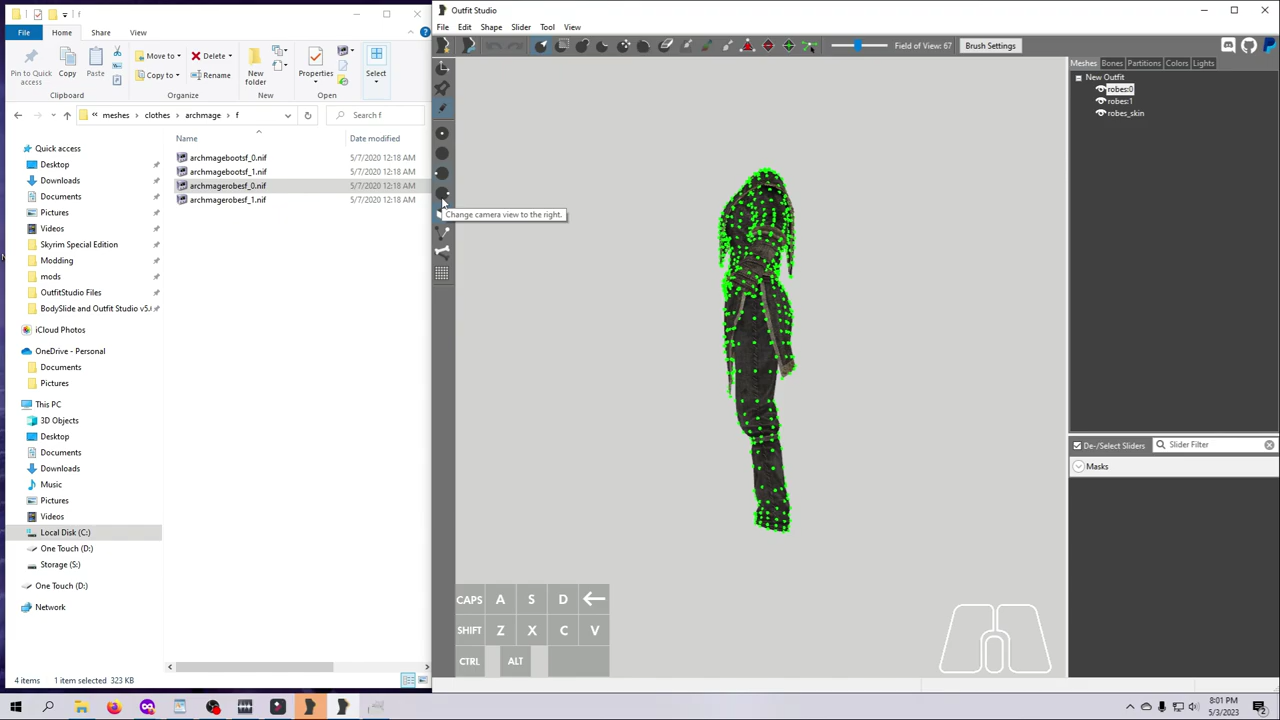 f
File
Home
Share
View
Pin to Quick access
Copy
Paste
Clipboard
Move to
Copy to
Delete
Rename
Organize
New folder
New
Properties
Open
Select
meshes > clothes > archmage > f
Search f
Name
Date modified
archmagebootsf_0.nif 5/7/2020 12:18 AM
archmagebootsf_1.nif 5/7/2020 12:18 AM
archmagerobesf_0.nif 5/7/2020 12:18 AM
archmagerobesf_1.nif 5/7/2020 12:18 AM
Quick access
Desktop
Downloads
Documents
Pictures
Videos
Skyrim Special Edition
Modding
mods
OutfitStudio Files
BodySlide and Outfit Studio v5.
iCloud Photos
OneDrive - Personal
Documents
Pictures
This PC
3D Objects
Desktop
Documents
Downloads
Music
Pictures
Videos
Local Disk (C:)
One Touch (D:)
Storage (S:)
One Touch (D:)
Network
4 items 1 item selected 323 KB
Outfit Studio
File Edit Shape Slider Tool View
Field of View: 67
Brush Settings
Change camera view to the right.
Meshes Bones Partitions Colors Lights
New Outfit
robes:0
robes:1
robes_skin
De-/Select Sliders
Slider Filter
Masks
CAPS A S D
SHIFT Z X C V
CTRL ALT
8:01 PM
5/3/2023
2